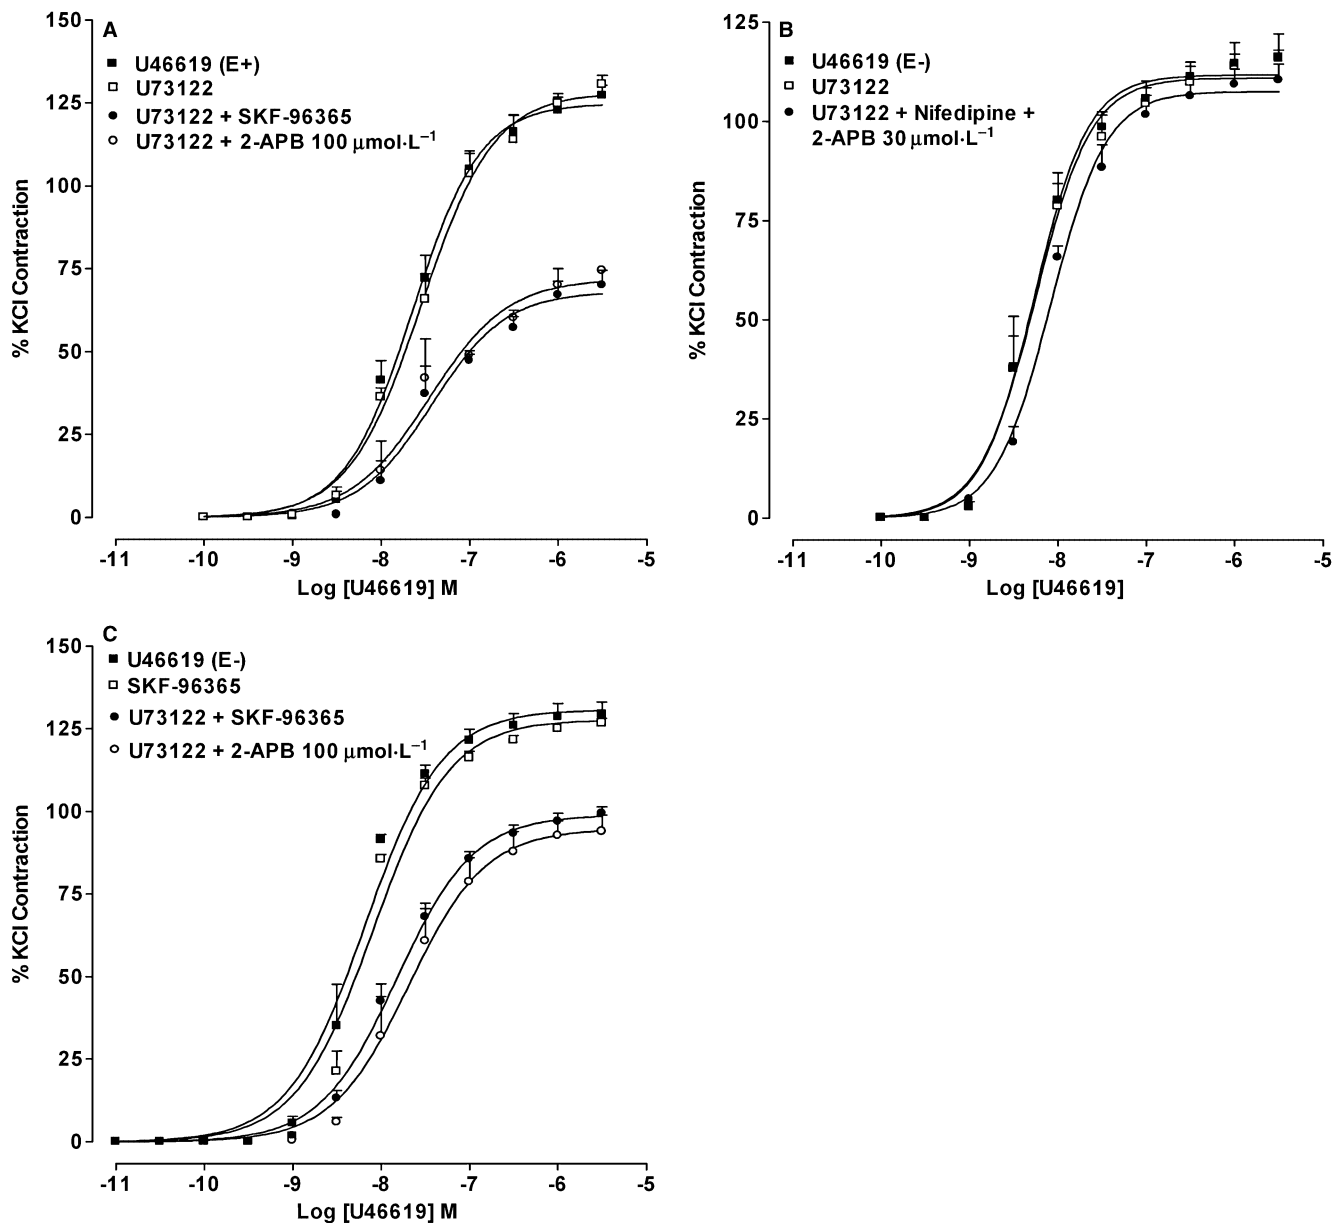 A
U46619 (E+)
U73122
U73122 + SKF-96365
U73122 + 2-APB 100 μmol·L⁻¹
150
125
100
75
50
25
0
% KCl Contraction
-11 -10 -9 -8 -7 -6 -5
Log [U46619] M
B
U46619 (E-)
U73122
U73122 + Nifedipine +
2-APB 30 μmol·L⁻¹
125
100
75
50
25
0
% KCl Contraction
-11 -10 -9 -8 -7 -6 -5
Log [U46619]
C
U46619 (E-)
SKF-96365
U73122 + SKF-96365
U73122 + 2-APB 100 μmol·L⁻¹
150
125
100
75
50
25
0
% KCl Contraction
-11 -10 -9 -8 -7 -6 -5
Log [U46619] M